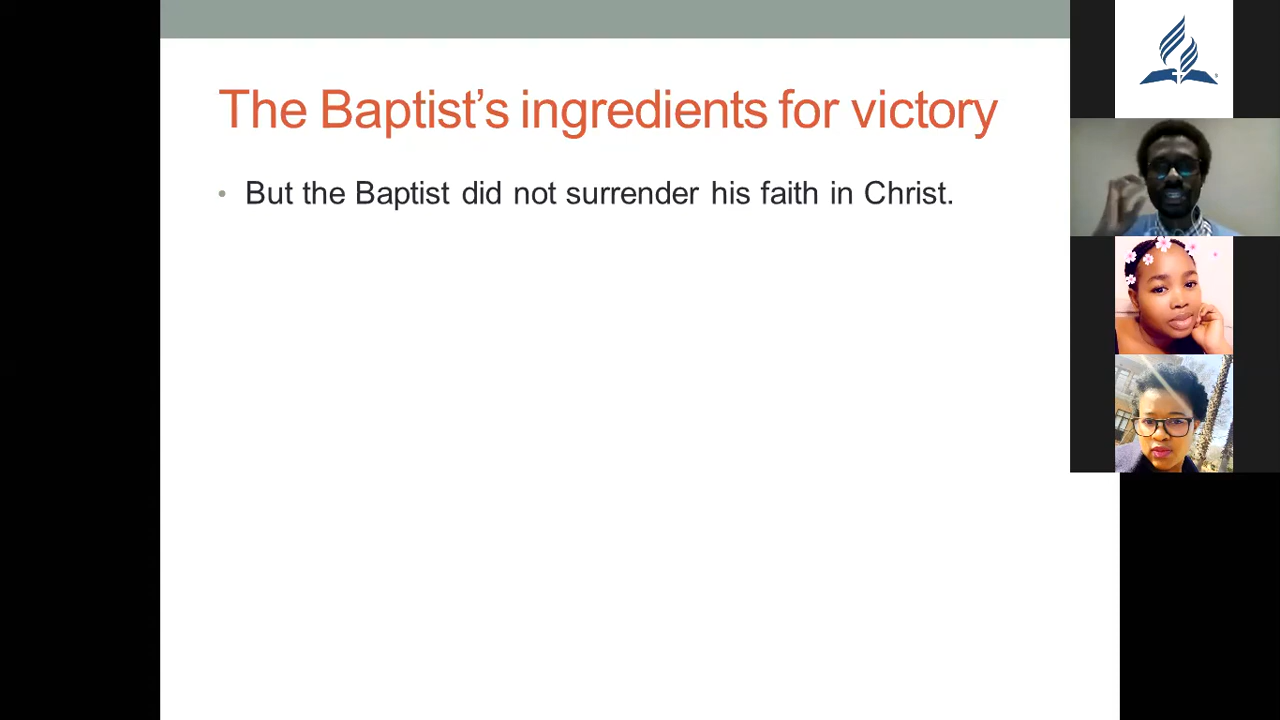 The Baptist’s ingredients for victory
• But the Baptist did not surrender his faith in Christ.